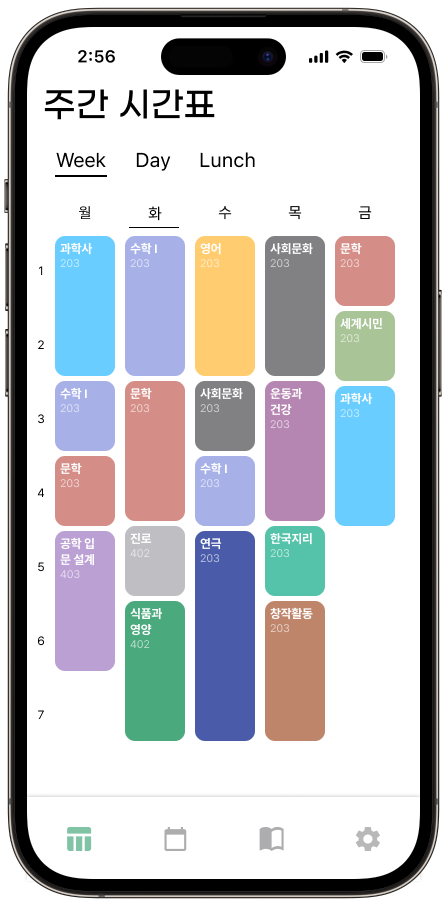 2:56
주간 시간표
Week Day Lunch
월 화 수 목 금
1
2
3
4
5
6
7
과학사
203
수학 I
203
문학
203
공학 입
문 설계
403
수학 I
203
문학
203
진로
402
식품과
영양
402
영어
203
사회문화
203
수학 I
203
연극
203
사회문화
203
운동과
건강
203
한국지리
203
창작활동
203
문학
203
세계시민
203
과학사
203